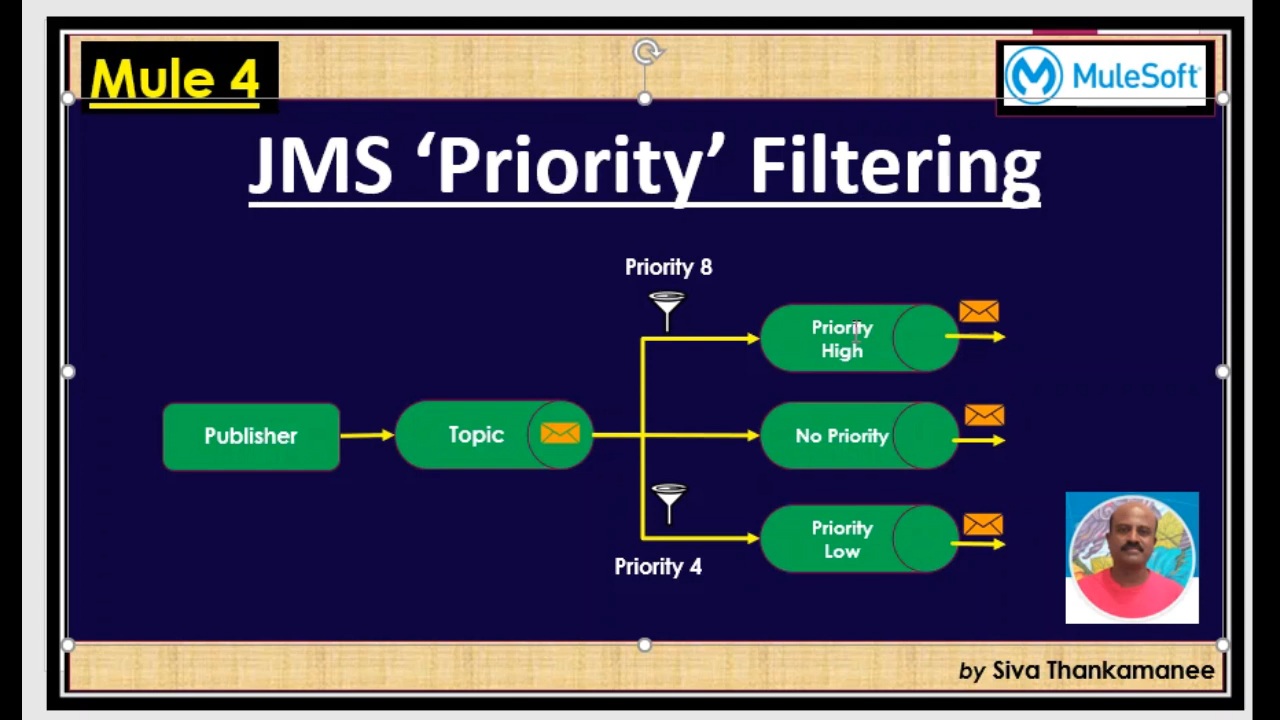 Mule 4
MuleSoft
JMS ‘Priority’ Filtering
Priority 8
Priority
High
Publisher
Topic
No Priority
Priority
Low
Priority 4
by Siva Thankamanee